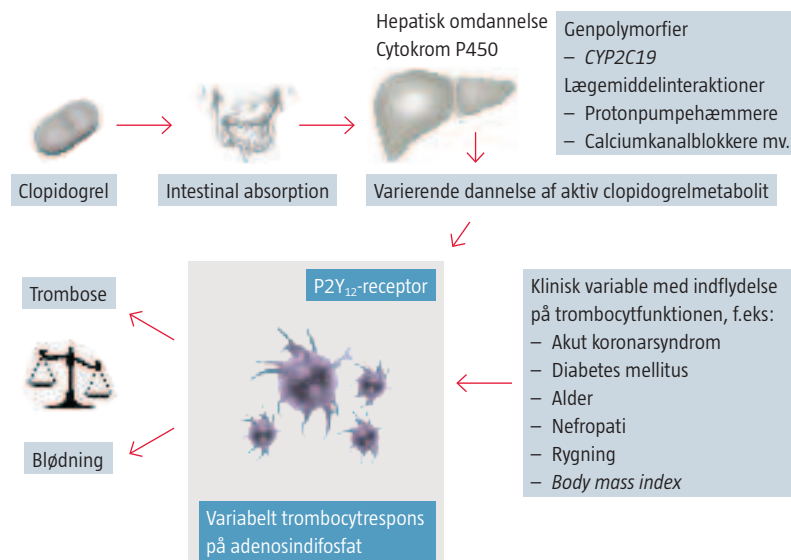 Hepatisk omdannelse
Cytokrom P450
Genpolymorfier
– CYP2C19
Lægemiddelinteraktioner
– Protonpumpehæmmere
– Calciumkanalblokkere mv.
Clopidogrel
Intestinal absorption
Varierende dannelse af aktiv clopidogrelmetabolit
P2Y₁₂-receptor
Trombose
Blødning
Klinisk variable med indflydelse
på trombocytfunktionen, f.eks:
– Akut koronarsyndrom
– Diabetes mellitus
– Alder
– Nefropati
– Rygning
– Body mass index
Variabelt trombocytrespons
på adenosindifosfat